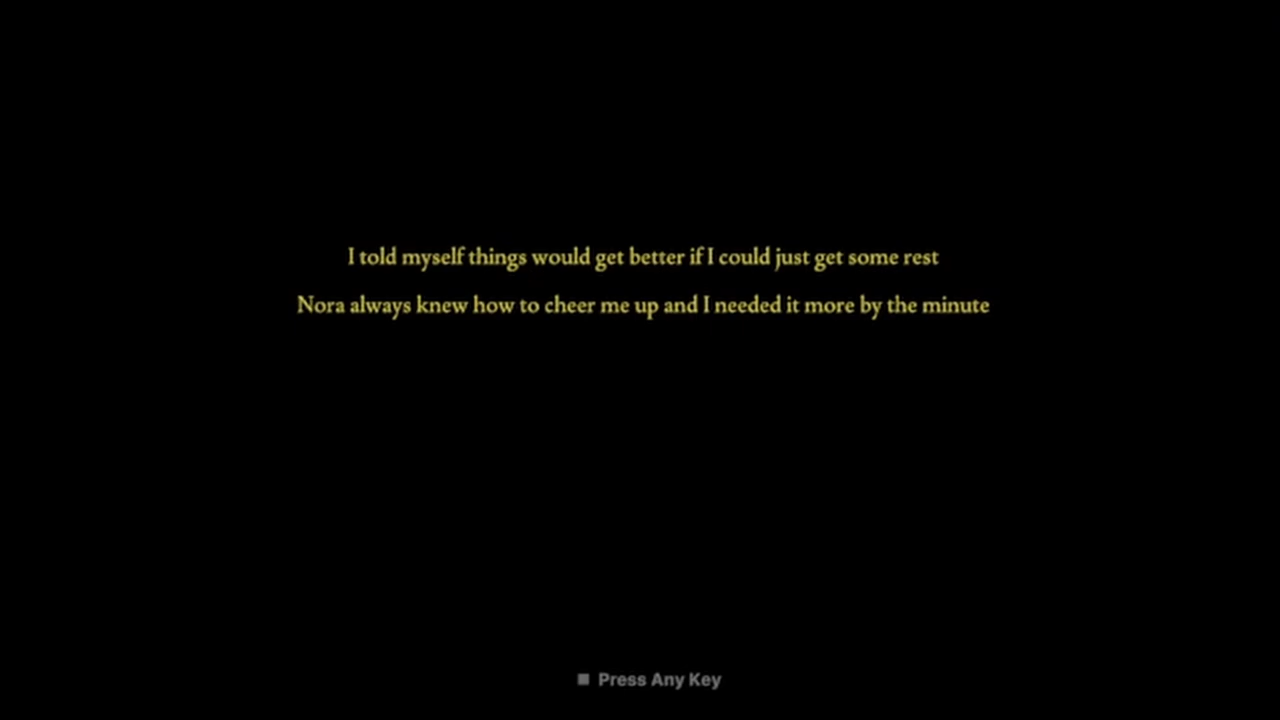 I told myself things would get better if I could just get some rest
Nora always knew how to cheer me up and I needed it more by the minute
Press Any Key